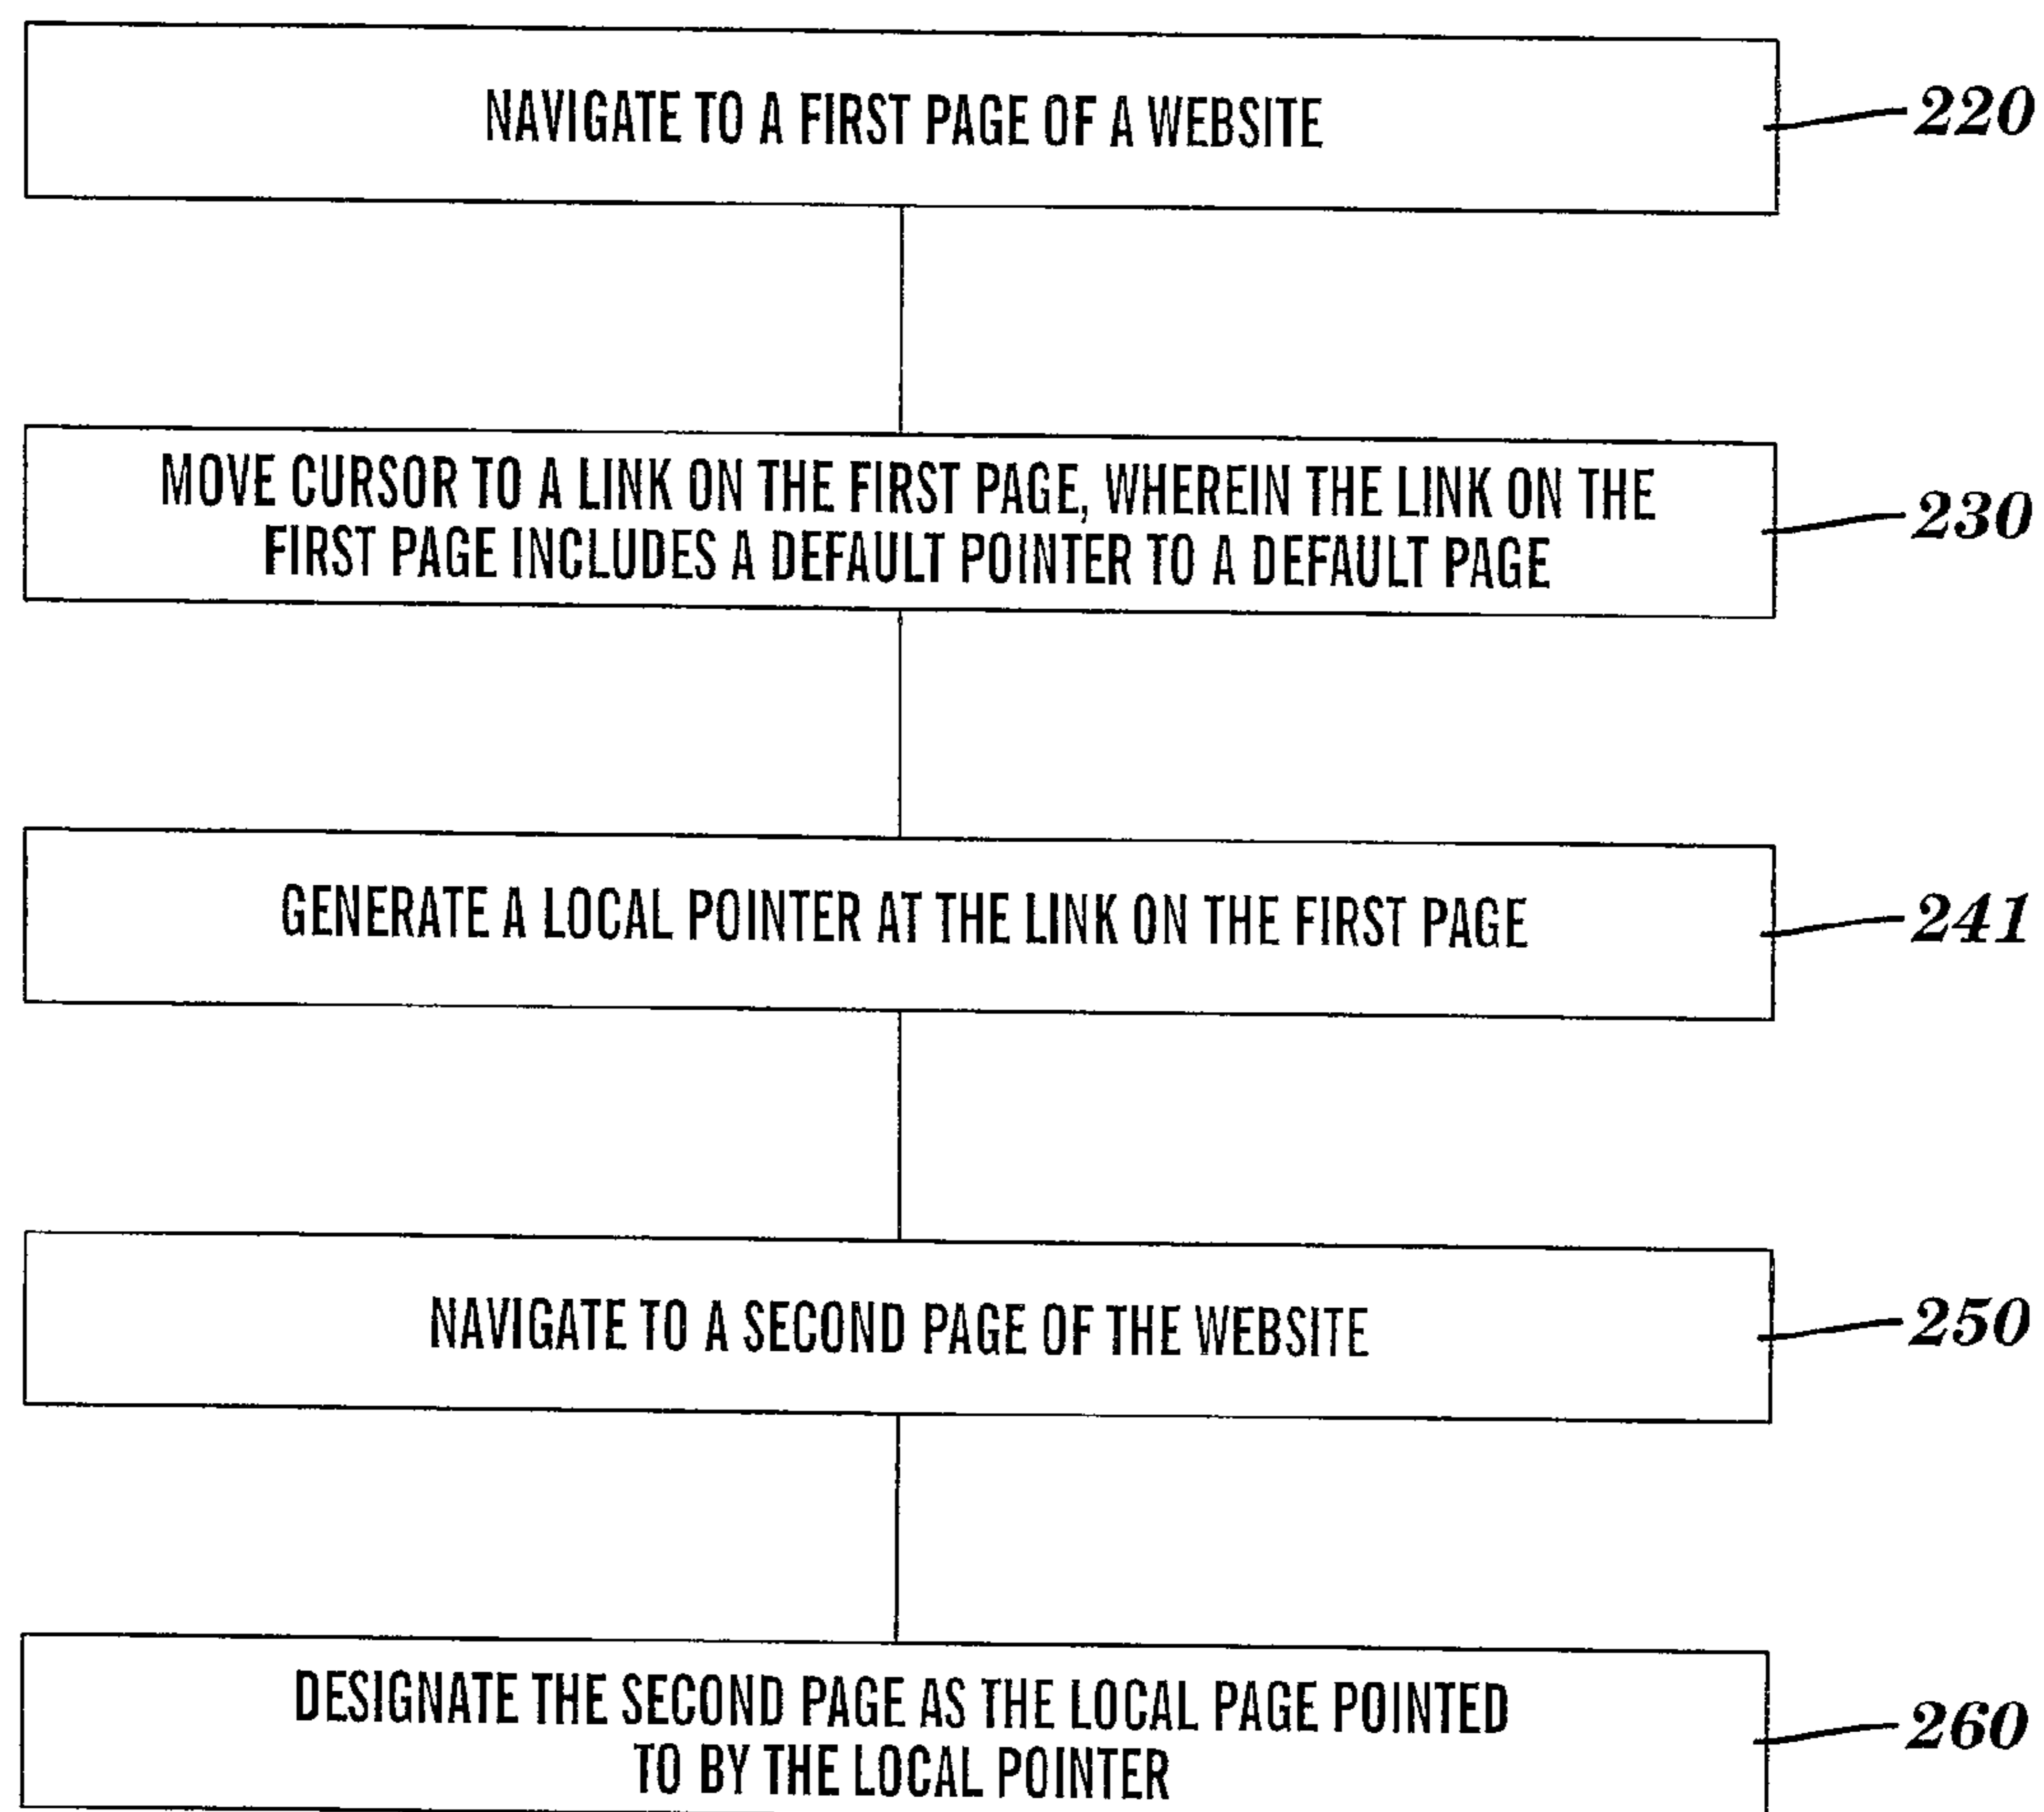 NAVIGATE TO A FIRST PAGE OF A WEBSITE
220
MOVE CURSOR TO A LINK ON THE FIRST PAGE, WHEREIN THE LINK ON THE
FIRST PAGE INCLUDES A DEFAULT POINTER TO A DEFAULT PAGE
230
GENERATE A LOCAL POINTER AT THE LINK ON THE FIRST PAGE
241
NAVIGATE TO A SECOND PAGE OF THE WEBSITE
250
DESIGNATE THE SECOND PAGE AS THE LOCAL PAGE POINTED
TO BY THE LOCAL POINTER
260